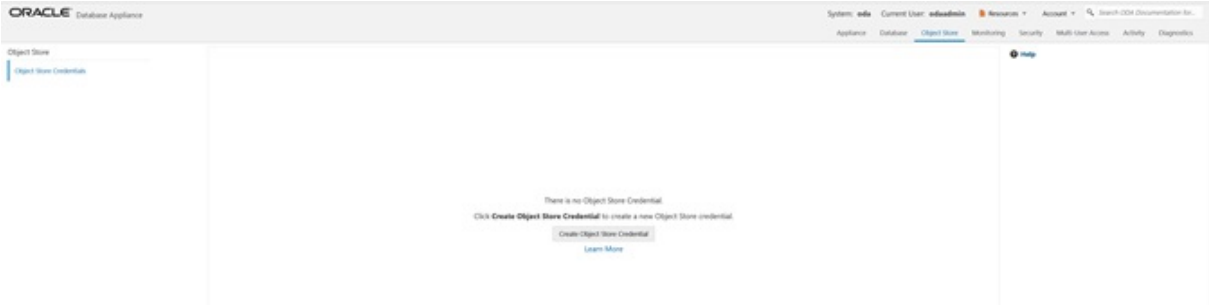 ORACLE Database Appliance
System: oda Current User: odaadmin Resources Account Search ODA Documentation for...
Appliance Database Object Store Monitoring Security Multi-User Access Activity Diagnostics
Object Store
Object Store Credentials
Help
There is no Object Store Credential.
Click Create Object Store Credential to create a new Object Store credential.
Create Object Store Credential
Learn More